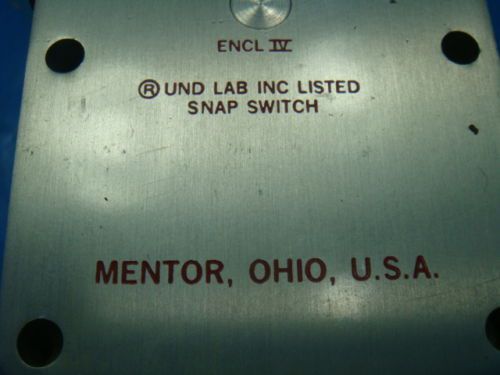 ENCL IV
® UND LAB INC LISTED
SNAP SWITCH
MENTOR, OHIO, U.S.A.